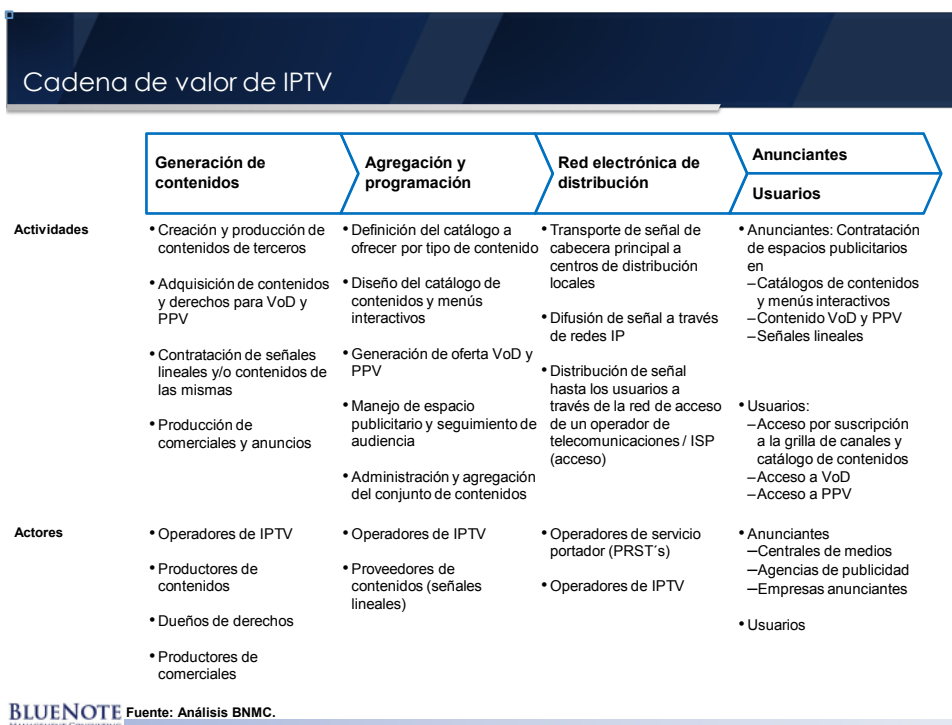 Cadena de valor de IPTV
Generación de
contenidos
Agregación y
programación
Red electrónica de
distribución
Anunciantes
Usuarios
Actividades
• Creación y producción de
contenidos de terceros
• Adquisición de contenidos
y derechos para VoD y
PPV
• Contratación de señales
lineales y/o contenidos de
las mismas
• Producción de
comerciales y anuncios
• Definición del catálogo a
ofrecer por tipo de contenido
• Diseño del catálogo de
contenidos y menús
interactivos
• Generación de oferta VoD y
PPV
• Manejo de espacio
publicitario y seguimiento de
audiencia
• Administración y agregación
del conjunto de contenidos
• Transporte de señal de
cabecera principal a
centros de distribución
locales
• Difusión de señal a través
de redes IP
• Distribución de señal
hasta los usuarios a
través de la red de acceso
de un operador de
telecomunicaciones / ISP
(acceso)
• Anunciantes: Contratación
de espacios publicitarios
en
–Catálogos de contenidos
y menús interactivos
–Contenido VoD y PPV
–Señales lineales
• Usuarios:
–Acceso por suscripción
a la grilla de canales y
catálogo de contenidos
–Acceso a VoD
–Acceso a PPV
Actores
• Operadores de IPTV
• Productores de
contenidos
• Dueños de derechos
• Productores de
comerciales
• Operadores de IPTV
• Proveedores de
contenidos (señales
lineales)
• Operadores de servicio
portador (PRST´s)
• Operadores de IPTV
• Anunciantes
–Centrales de medios
–Agencias de publicidad
–Empresas anunciantes
• Usuarios
BLUENOTE
Fuente: Análisis BNMC.